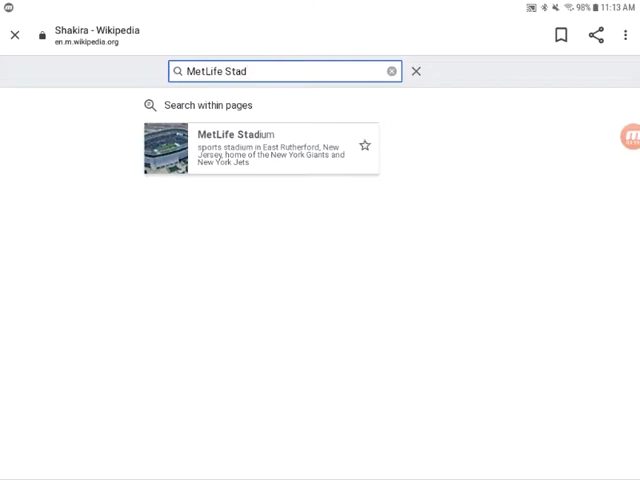 98% 11:13 AM
Shakira - Wikipedia
en.m.wikipedia.org
MetLife Stad
Search within pages
MetLife Stadium
sports stadium in East Rutherford, New
Jersey, home of the New York Giants and
New York Jets